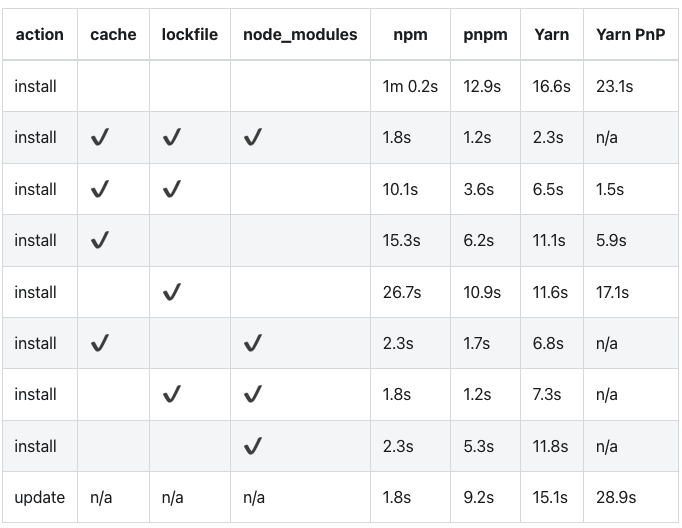 action cache lockfile node_modules npm pnpm Yarn Yarn PnP
install 1m 0.2s 12.9s 16.6s 23.1s
install ✔ ✔ ✔ 1.8s 1.2s 2.3s n/a
install ✔ ✔ 10.1s 3.6s 6.5s 1.5s
install ✔ 15.3s 6.2s 11.1s 5.9s
install ✔ 26.7s 10.9s 11.6s 17.1s
install ✔ ✔ 2.3s 1.7s 6.8s n/a
install ✔ ✔ 1.8s 1.2s 7.3s n/a
install ✔ 2.3s 5.3s 11.8s n/a
update n/a n/a n/a 1.8s 9.2s 15.1s 28.9s